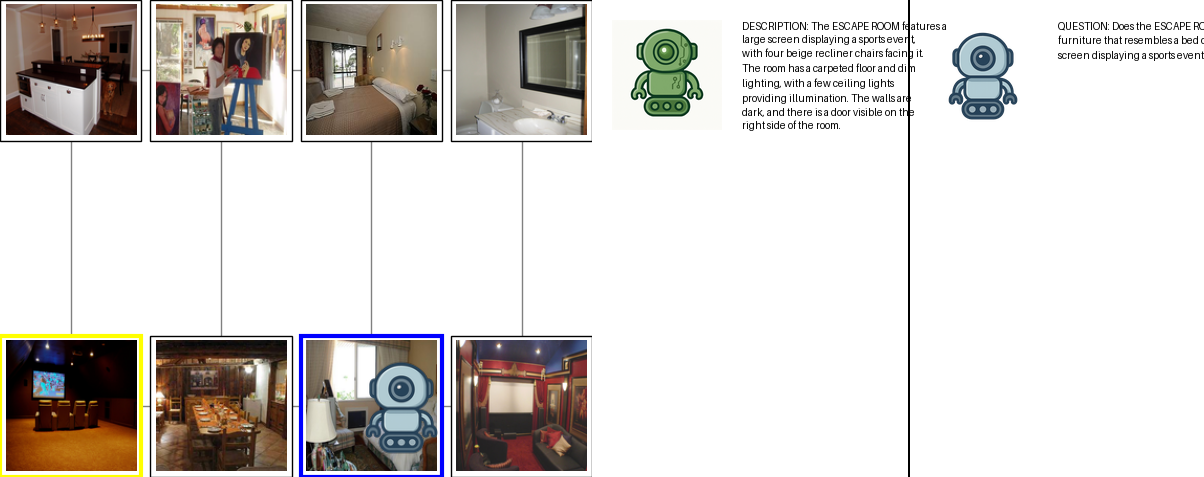 DESCRIPTION: The ESCAPE ROOM features a
large screen displaying a sports event,
with four beige recliner chairs facing it.
The room has a carpeted floor and dim
lighting, with a few ceiling lights
providing illumination. The walls are
dark, and there is a door visible on the
right side of the room.
QUESTION: Does the ESCAPE RO
furniture that resembles a bed o
screen displaying a sports event